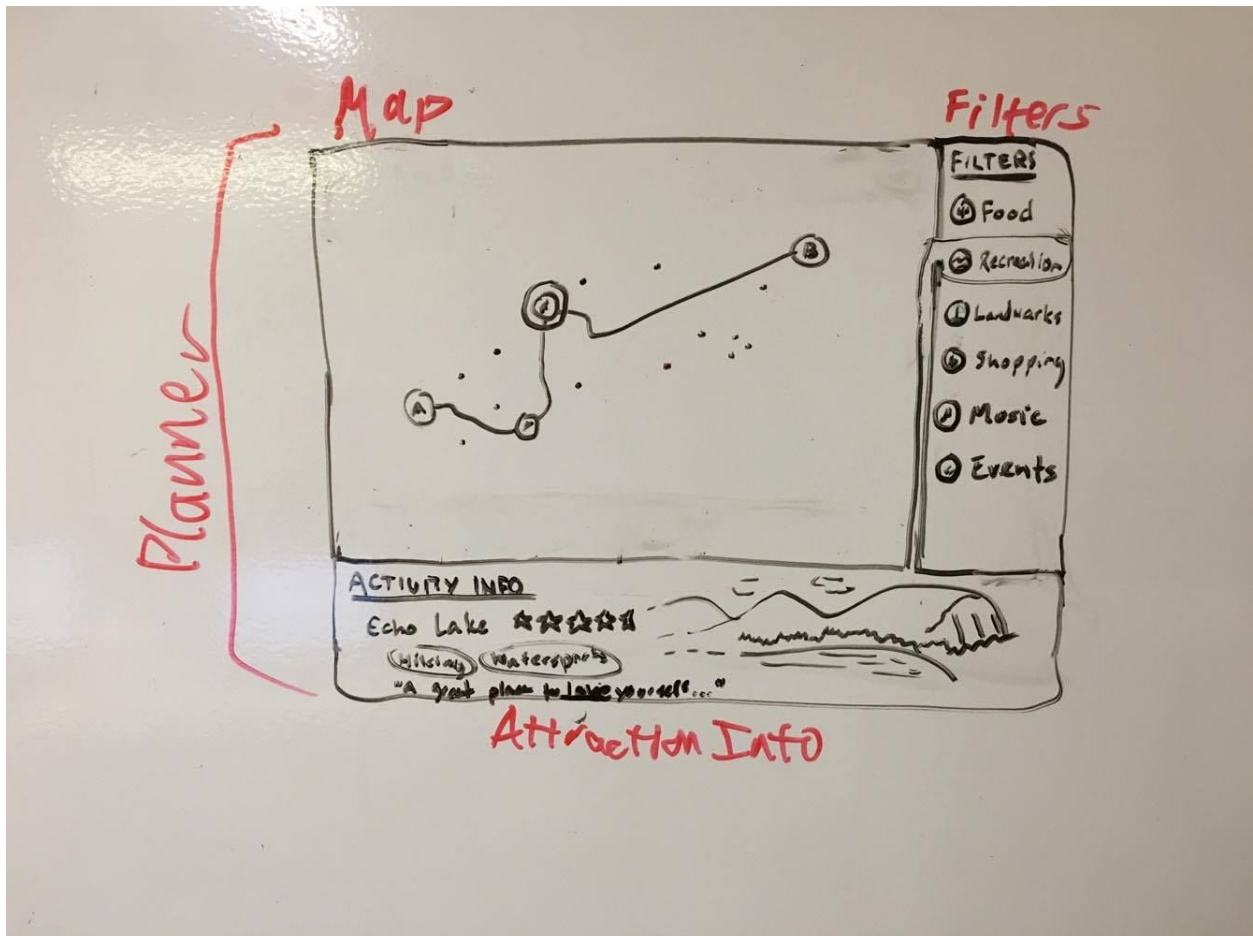 Map
Filters
Planner
FILTERS
Food
Recreation
Landmarks
Shopping
Music
Events
A
B
ACTIVITY INFO
Echo Lake
Hiking Watersports
"A great place to yourself..."
Attraction Info